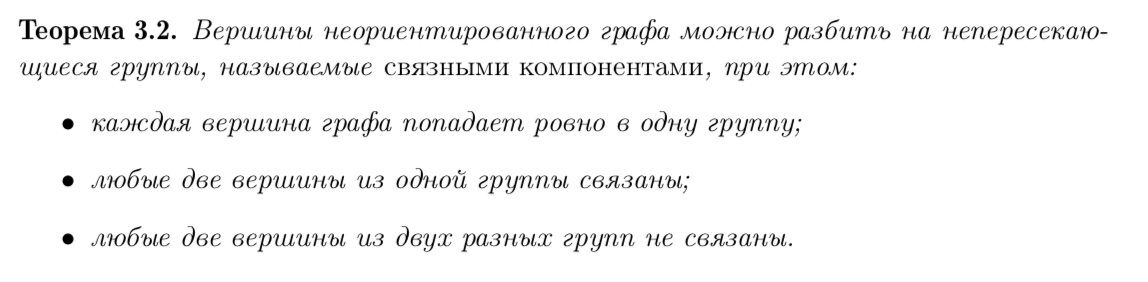 Теорема 3.2. Вершины неориентированного графа можно разбить на непересекаю-
щиеся группы, называемые связными компонентами, при этом:
• каждая вершина графа попадает ровно в одну группу;
• любые две вершины из одной группы связаны;
• любые две вершины из двух разных групп не связаны.